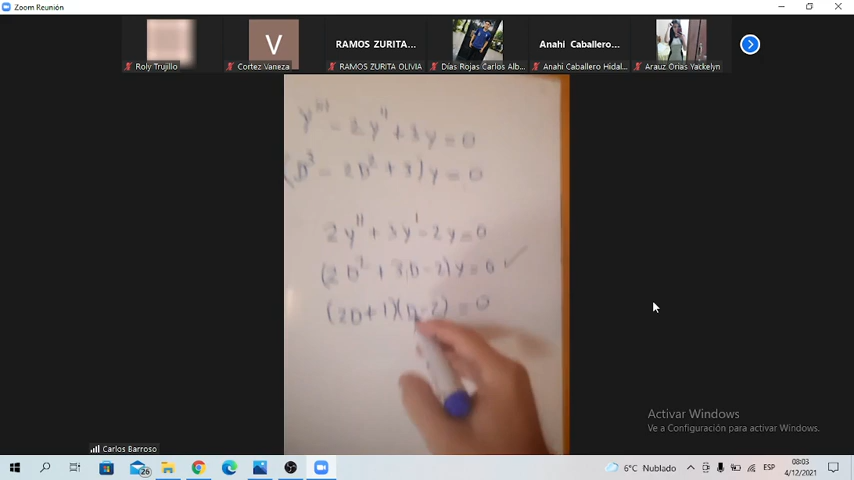 Zoom Reunión
V
RAMOS ZURITA...
Anahi Caballero...
Roly Trujillo
Cortez Vaneza
RAMOS ZURITA OLIVIA
Días Rojas Carlos Alb...
Anahi Caballero Hidal...
Arauz Orias Yackelyn
y''' - 2y'' + 3y = 0
(D³ - 2D² + 3)y = 0
2y'' + 3y' - 2y = 0
(2D² + 3D - 2)y = 0 ✓
(2D + 1)(D - 2) = 0
Activar Windows
Ve a Configuración para activar Windows.
Carlos Barroso
26
6°C Nublado
ESP
08:03
4/12/2021